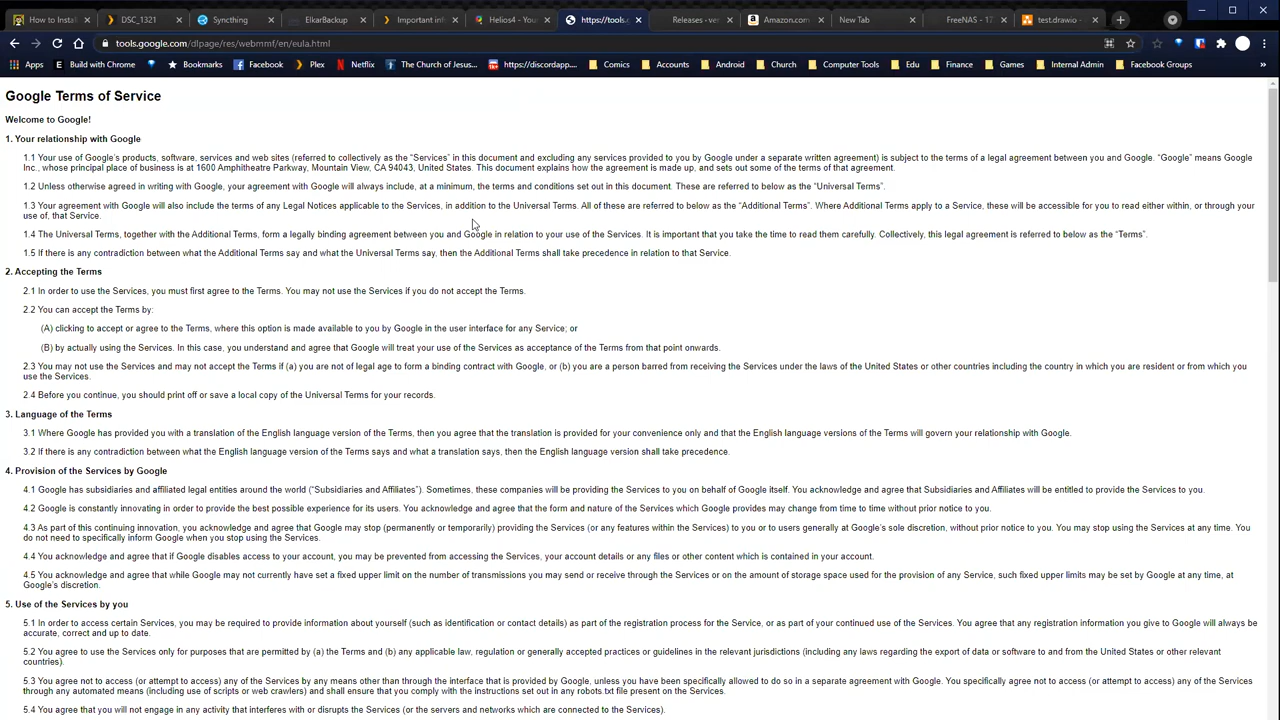 How to Install
DSC_1321
Syncthing
ElkarBackup
Important inf
Helios4 - Your
https://tools.g
Releases - ver
Amazon.com
New Tab
FreeNAS - 17
test.drawio -
tools.google.com/dlpage/res/webmmf/en/eula.html
Apps
Build with Chrome
Bookmarks
Facebook
Plex
Netflix
The Church of Jesus...
https://discordapp....
Comics
Accounts
Android
Church
Computer Tools
Edu
Finance
Games
Internal Admin
Facebook Groups
Google Terms of Service
Welcome to Google!
1. Your relationship with Google
1.1 Your use of Google's products, software, services and web sites (referred to collectively as the “Services” in this document and excluding any services provided to you by Google under a separate written agreement) is subject to the terms of a legal agreement between you and Google. “Google” means Google
Inc., whose principal place of business is at 1600 Amphitheatre Parkway, Mountain View, CA 94043, United States. This document explains how the agreement is made up, and sets out some of the terms of that agreement.
1.2 Unless otherwise agreed in writing with Google, your agreement with Google will always include, at a minimum, the terms and conditions set out in this document. These are referred to below as the “Universal Terms”.
1.3 Your agreement with Google will also include the terms of any Legal Notices applicable to the Services, in addition to the Universal Terms. All of these are referred to below as the “Additional Terms”. Where Additional Terms apply to a Service, these will be accessible for you to read either within, or through your
use of, that Service.
1.4 The Universal Terms, together with the Additional Terms, form a legally binding agreement between you and Google in relation to your use of the Services. It is important that you take the time to read them carefully. Collectively, this legal agreement is referred to below as the “Terms”.
1.5 If there is any contradiction between what the Additional Terms say and what the Universal Terms say, then the Additional Terms shall take precedence in relation to that Service.
2. Accepting the Terms
2.1 In order to use the Services, you must first agree to the Terms. You may not use the Services if you do not accept the Terms.
2.2 You can accept the Terms by:
(A) clicking to accept or agree to the Terms, where this option is made available to you by Google in the user interface for any Service; or
(B) by actually using the Services. In this case, you understand and agree that Google will treat your use of the Services as acceptance of the Terms from that point onwards.
2.3 You may not use the Services and may not accept the Terms if (a) you are not of legal age to form a binding contract with Google, or (b) you are a person barred from receiving the Services under the laws of the United States or other countries including the country in which you are resident or from which you
use the Services.
2.4 Before you continue, you should print off or save a local copy of the Universal Terms for your records.
3. Language of the Terms
3.1 Where Google has provided you with a translation of the English language version of the Terms, then you agree that the translation is provided for your convenience only and that the English language versions of the Terms will govern your relationship with Google.
3.2 If there is any contradiction between what the English language version of the Terms says and what a translation says, then the English language version shall take precedence.
4. Provision of the Services by Google
4.1 Google has subsidiaries and affiliated legal entities around the world (“Subsidiaries and Affiliates”). Sometimes, these companies will be providing the Services to you on behalf of Google itself. You acknowledge and agree that Subsidiaries and Affiliates will be entitled to provide the Services to you.
4.2 Google is constantly innovating in order to provide the best possible experience for its users. You acknowledge and agree that the form and nature of the Services which Google provides may change from time to time without prior notice to you.
4.3 As part of this continuing innovation, you acknowledge and agree that Google may stop (permanently or temporarily) providing the Services (or any features within the Services) to you or to users generally at Google's sole discretion, without prior notice to you. You may stop using the Services at any time. You
do not need to specifically inform Google when you stop using the Services.
4.4 You acknowledge and agree that if Google disables access to your account, you may be prevented from accessing the Services, your account details or any files or other content which is contained in your account.
4.5 You acknowledge and agree that while Google may not currently have set a fixed upper limit on the number of transmissions you may send or receive through the Services or on the amount of storage space used for the provision of any Service, such fixed upper limits may be set by Google at any time, at
Google's discretion.
5. Use of the Services by you
5.1 In order to access certain Services, you may be required to provide information about yourself (such as identification or contact details) as part of the registration process for the Service, or as part of your continued use of the Services. You agree that any registration information you give to Google will always be
accurate, correct and up to date.
5.2 You agree to use the Services only for purposes that are permitted by (a) the Terms and (b) any applicable law, regulation or generally accepted practices or guidelines in the relevant jurisdictions (including any laws regarding the export of data or software to and from the United States or other relevant
countries).
5.3 You agree not to access (or attempt to access) any of the Services by any means other than through the interface that is provided by Google, unless you have been specifically allowed to do so in a separate agreement with Google. You specifically agree not to access (or attempt to access) any of the Services
through any automated means (including use of scripts or web crawlers) and shall ensure that you comply with the instructions set out in any robots.txt file present on the Services.
5.4 You agree that you will not engage in any activity that interferes with or disrupts the Services (or the servers and networks which are connected to the Services).